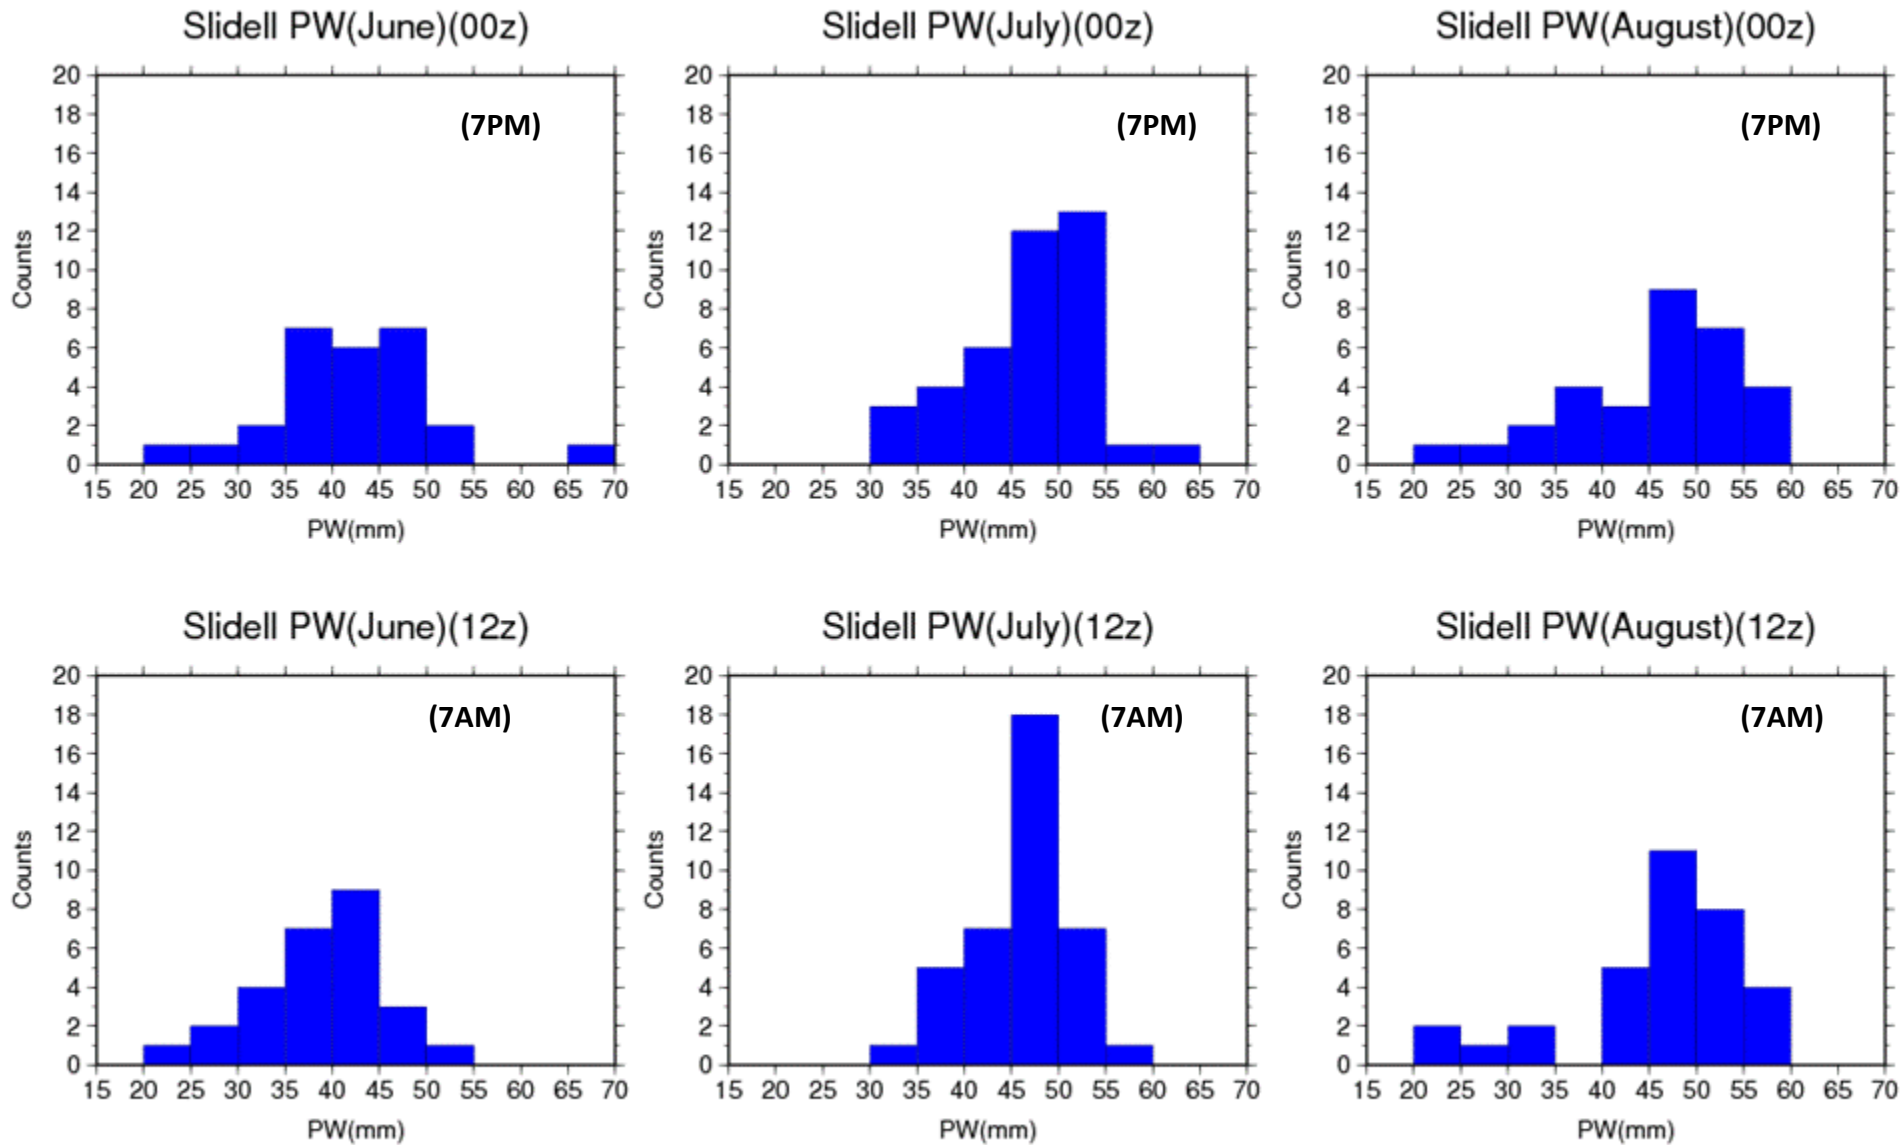 Slidell PW(June)(00z)
20
18
16
14
12
10
8
6
4
2
0
Counts
(7PM)
15 20 25 30 35 40 45 50 55 60 65 70
PW(mm)
Slidell PW(July)(00z)
20
18
16
14
12
10
8
6
4
2
0
Counts
(7PM)
15 20 25 30 35 40 45 50 55 60 65 70
PW(mm)
Slidell PW(August)(00z)
20
18
16
14
12
10
8
6
4
2
0
Counts
(7PM)
15 20 25 30 35 40 45 50 55 60 65 70
PW(mm)
Slidell PW(June)(12z)
20
18
16
14
12
10
8
6
4
2
0
Counts
(7AM)
15 20 25 30 35 40 45 50 55 60 65 70
PW(mm)
Slidell PW(July)(12z)
20
18
16
14
12
10
8
6
4
2
0
Counts
(7AM)
15 20 25 30 35 40 45 50 55 60 65 70
PW(mm)
Slidell PW(August)(12z)
20
18
16
14
12
10
8
6
4
2
0
Counts
(7AM)
15 20 25 30 35 40 45 50 55 60 65 70
PW(mm)